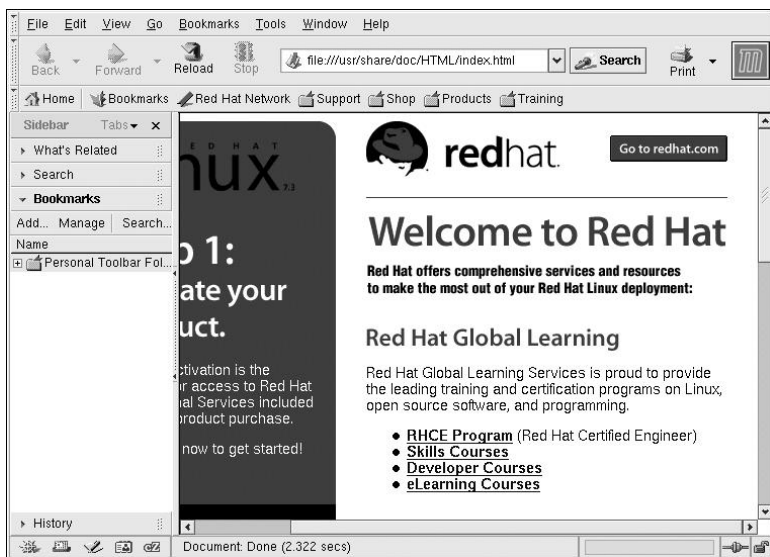 File Edit View Go Bookmarks Tools Window Help
Back Forward Reload Stop file:///usr/share/doc/HTML/index.html Search Print
Home Bookmarks Red Hat Network Support Shop Products Training
Sidebar Tabs
What's Related
Search
Bookmarks
Add... Manage Search...
Name
Personal Toolbar Fol...
History
RED HAT
nux 7.3
p 1:
ate your
uct.
ctivation is the
r access to Red Hat
nal Services included
product purchase.
now to get started!
redhat.
Go to redhat.com
Welcome to Red Hat
Red Hat offers comprehensive services and resources
to make the most out of your Red Hat Linux deployment:
Red Hat Global Learning
Red Hat Global Learning Services is proud to provide
the leading training and certification programs on Linux,
open source software, and programming.
RHCE Program (Red Hat Certified Engineer)
Skills Courses
Developer Courses
eLearning Courses
Document: Done (2.322 secs)